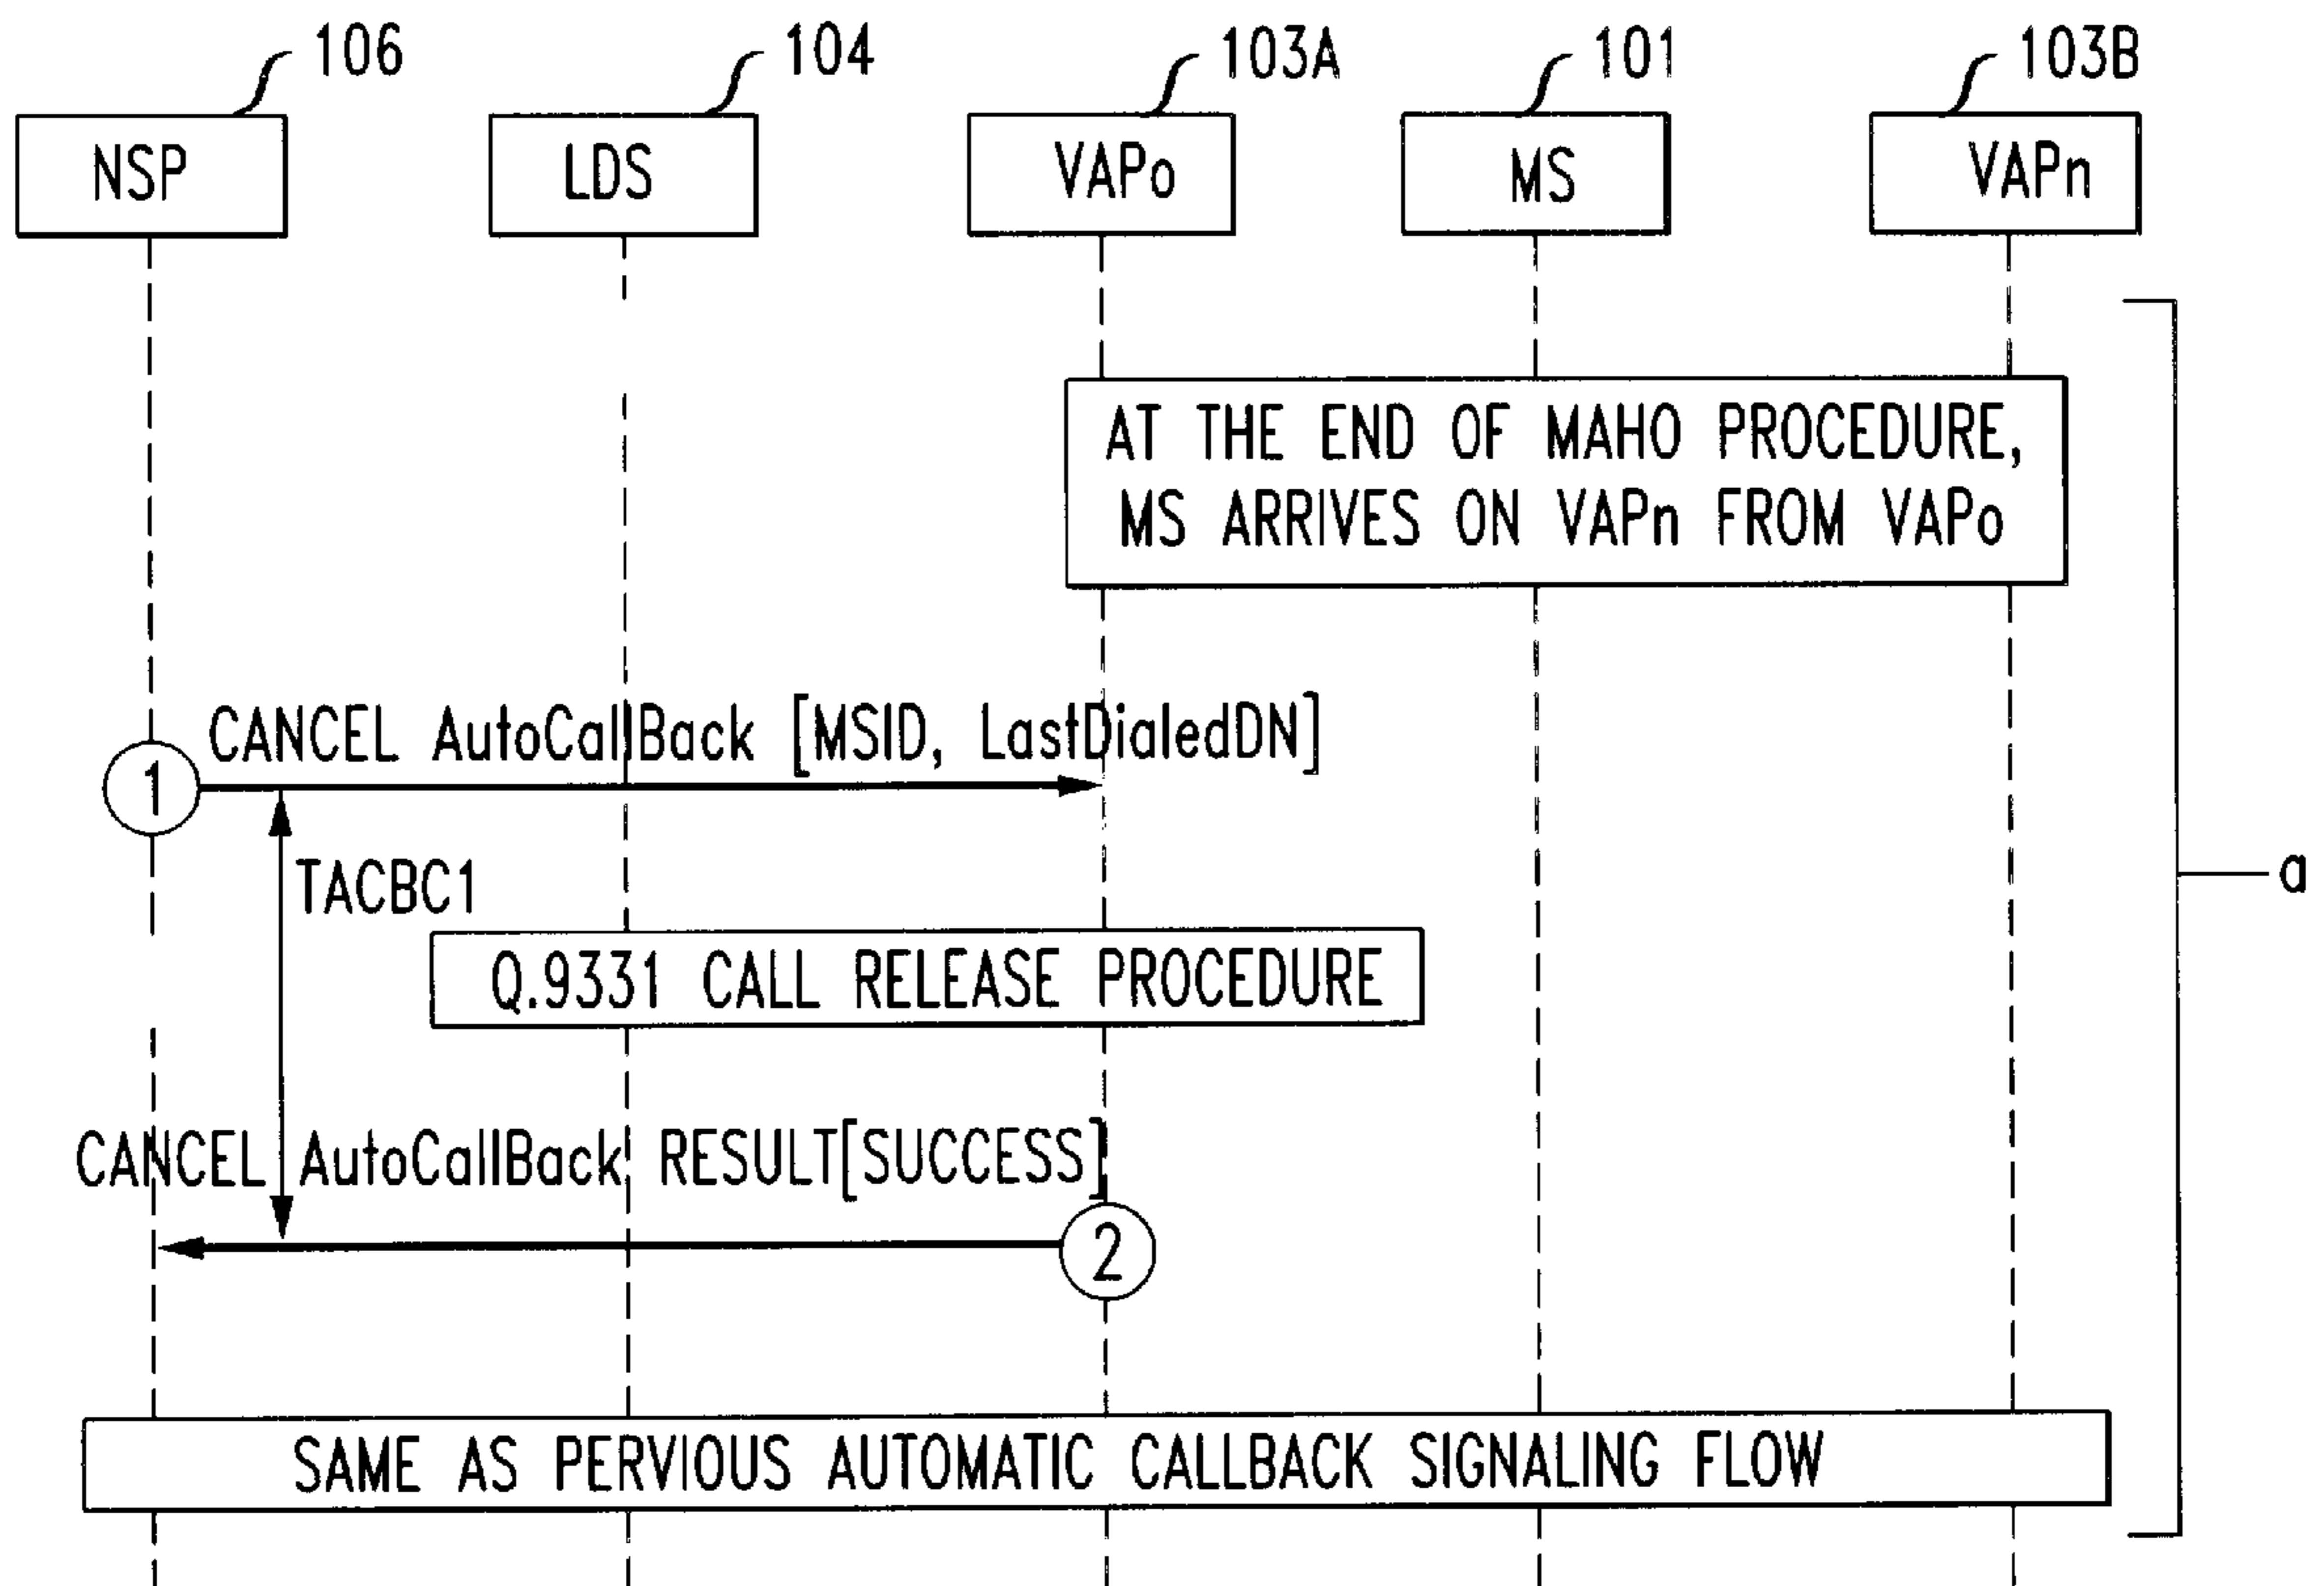 106
104
103A
101
103B
NSP
LDS
VAPo
MS
VAPn
AT THE END OF MAHO PROCEDURE,
MS ARRIVES ON VAPn FROM VAPo
CANCEL AutoCallBack [MSID, LastDialedDN]
1
a
TACBC1
Q.9331 CALL RELEASE PROCEDURE
CANCEL AutoCallBack RESULT[SUCCESS]
2
SAME AS PERVIOUS AUTOMATIC CALLBACK SIGNALING FLOW